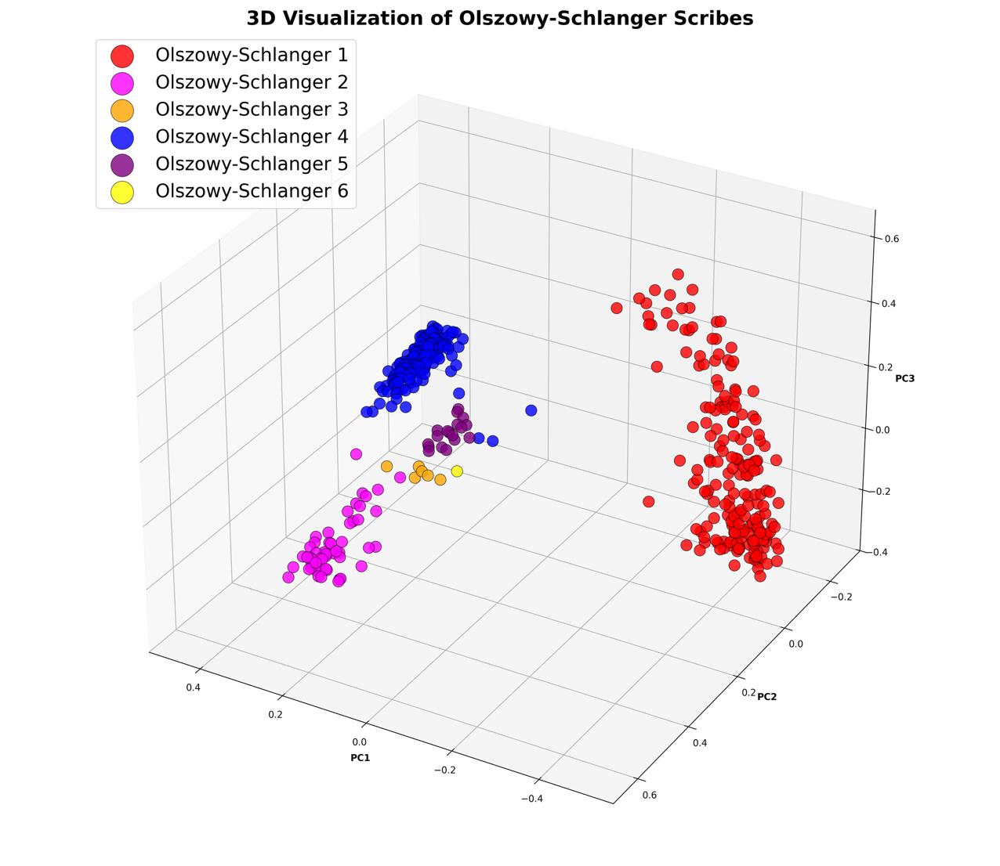 3D Visualization of Olszowy-Schlanger Scribes
Olszowy-Schlanger 1
Olszowy-Schlanger 2
Olszowy-Schlanger 3
Olszowy-Schlanger 4
Olszowy-Schlanger 5
Olszowy-Schlanger 6
0.6
0.4
0.2
PC3
0.0
−0.2
−0.4
−0.2
0.0
0.2
PC2
0.4
0.6
0.4
0.2
0.0
PC1
−0.2
−0.4